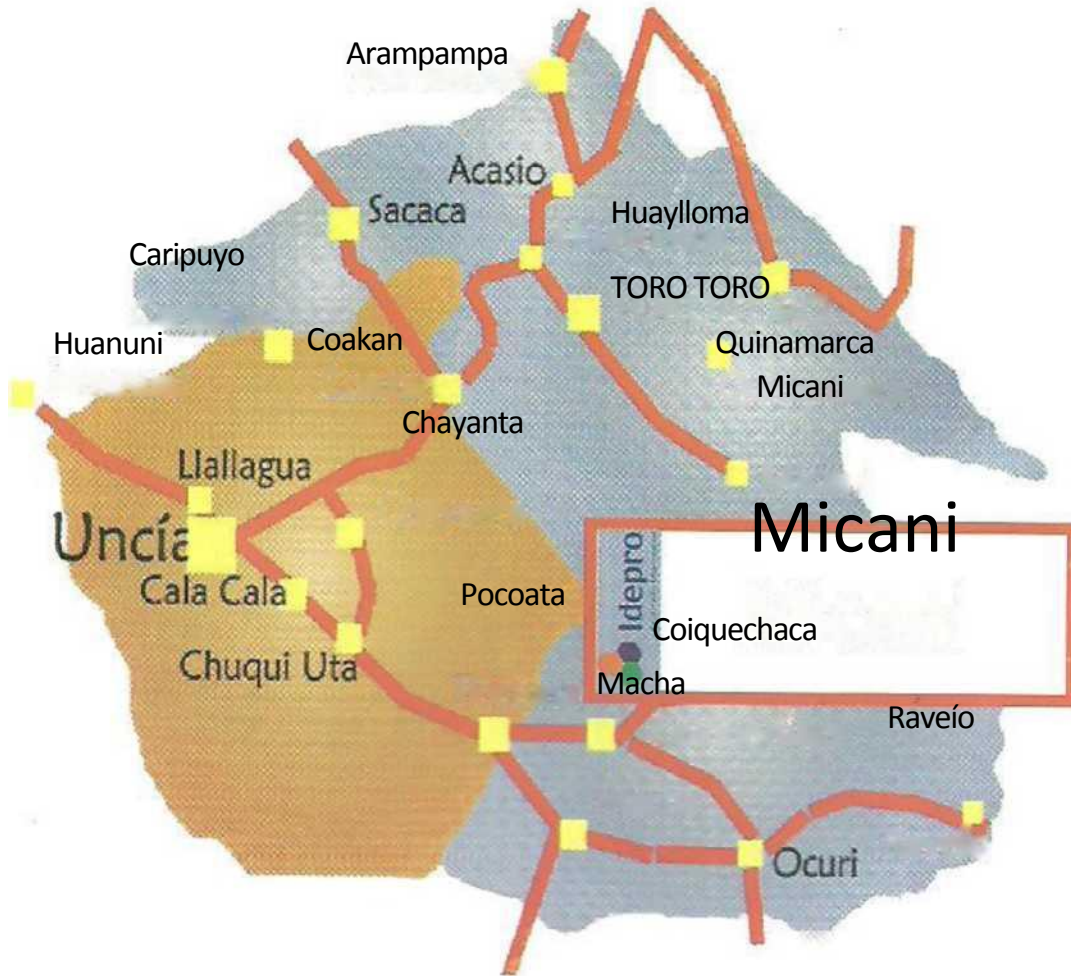 Arampampa
Acasio
Sacaca
Huaylloma
Caripuyo
TORO TORO
Huanuni
Coakan
Quinamarca
Micani
Chayanta
Llallagua
Uncía
Micani
Idepro
Cala Cala
Pocoata
Coiquechaca
Chuqui Uta
Macha
Raveío
Ocuri